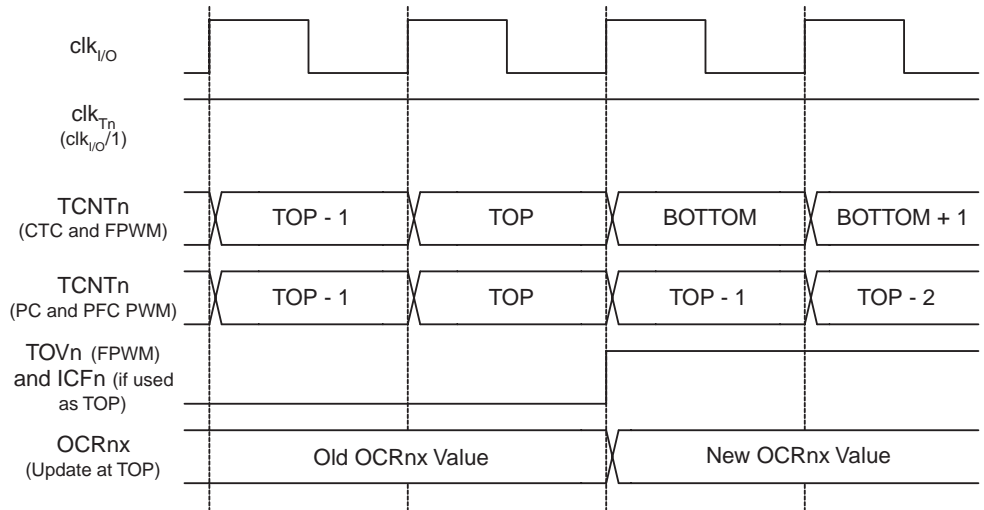 clkI/O
clkTn
(clkI/O/1)
TCNTn
(CTC and FPWM)
TOP - 1
TOP
BOTTOM
BOTTOM + 1
TCNTn
(PC and PFC PWM)
TOP - 1
TOP
TOP - 1
TOP - 2
TOVn (FPWM)
and ICFn (if used
as TOP)
OCRnx
(Update at TOP)
Old OCRnx Value
New OCRnx Value